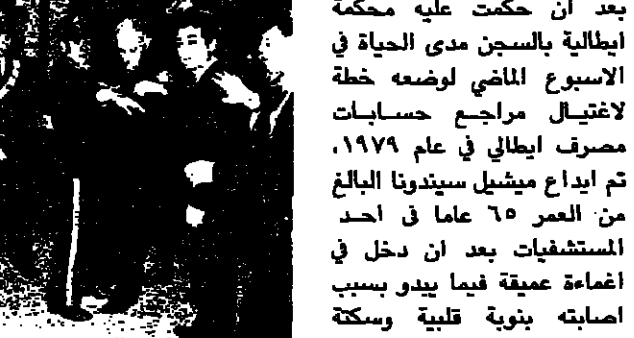 بعد ان حكمت عليه محكمة
ايطالية بالسجن مدى الحياة في
الاسبوع الماضي لوضعه خطة
لاغتيال مراجع حسابات
مصرف ايطالي في عام ١٩٧٩،
تم ايداع ميشيل سيندونا البالغ
من العمر ٦٥ عاما في احد
المستشفيات بعد ان دخل في
اغماءة عميقة فيما يبدو بسبب
اصابته بنوبة قلبية وسكتة